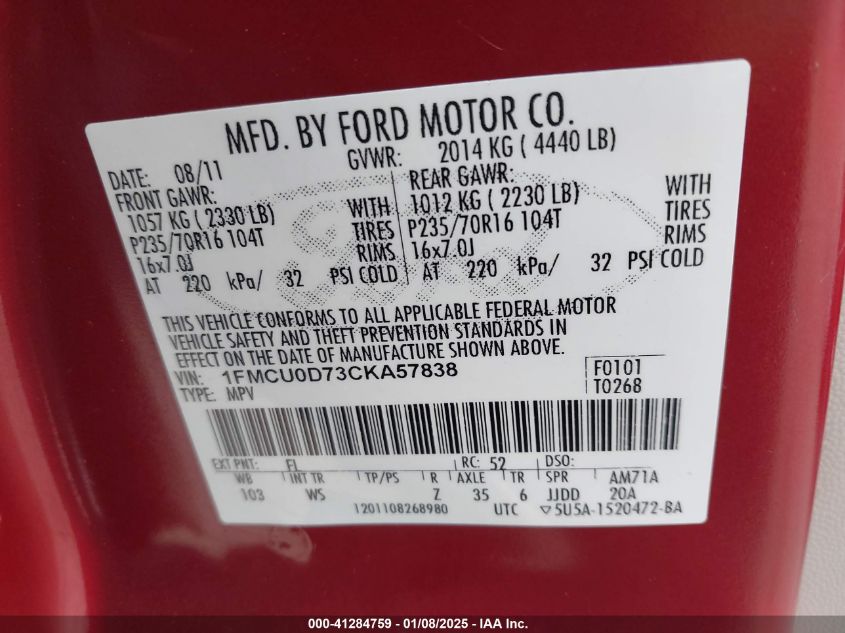 MFD. BY FORD MOTOR CO.
DATE: 08/11 GVWR: 2014 KG ( 4440 LB)
FRONT GAWR: REAR GAWR:
1057 KG ( 2330 LB) WITH 1012 KG ( 2230 LB) WITH
P235/70R16 104T TIRES P235/70R16 104T TIRES
16x7.0J RIMS 16x7.0J RIMS
AT 220 kPa/ 32 PSI COLD AT 220 kPa/ 32 PSI COLD
THIS VEHICLE CONFORMS TO ALL APPLICABLE FEDERAL MOTOR
VEHICLE SAFETY AND THEFT PREVENTION STANDARDS IN
EFFECT ON THE DATE OF MANUFACTURE SHOWN ABOVE.
VIN: 1FMCU0D73CKA57838 F0101
TYPE: MPV T0268
EXT PNT: FL RC: 52 DSO:
WB INT TR TP/PS R AXLE TR SPR AM71A
103 WS Z 35 6 JJDD 20A
1201108268980 UTC ▽5U5A-1520472-BA
000-41284759 - 01/08/2025 - IAA Inc.